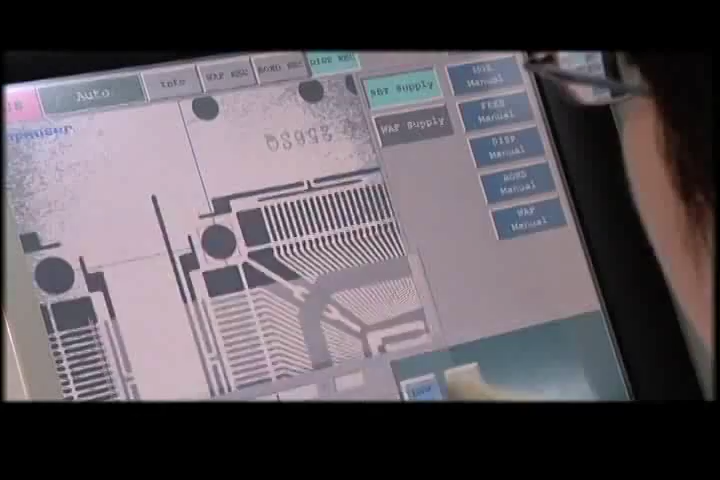 Auto
Info
WAF REC
BOND REC
DISP REC
SBT Supply
WAF Supply
Manual
FEED
Manual
DISP
Manual
BOND
Manual
WAF
Manual
256SQ